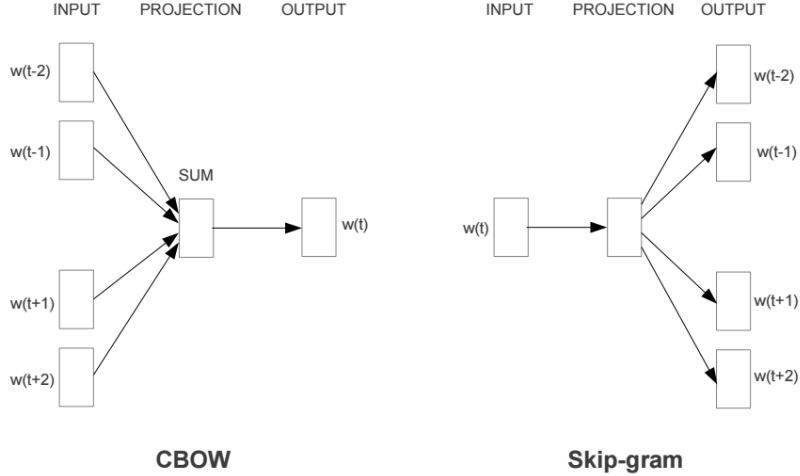 INPUT PROJECTION OUTPUT
w(t-2)
w(t-1)
SUM
w(t)
w(t+1)
w(t+2)
CBOW
INPUT PROJECTION OUTPUT
w(t-2)
w(t-1)
w(t)
w(t+1)
w(t+2)
Skip-gram